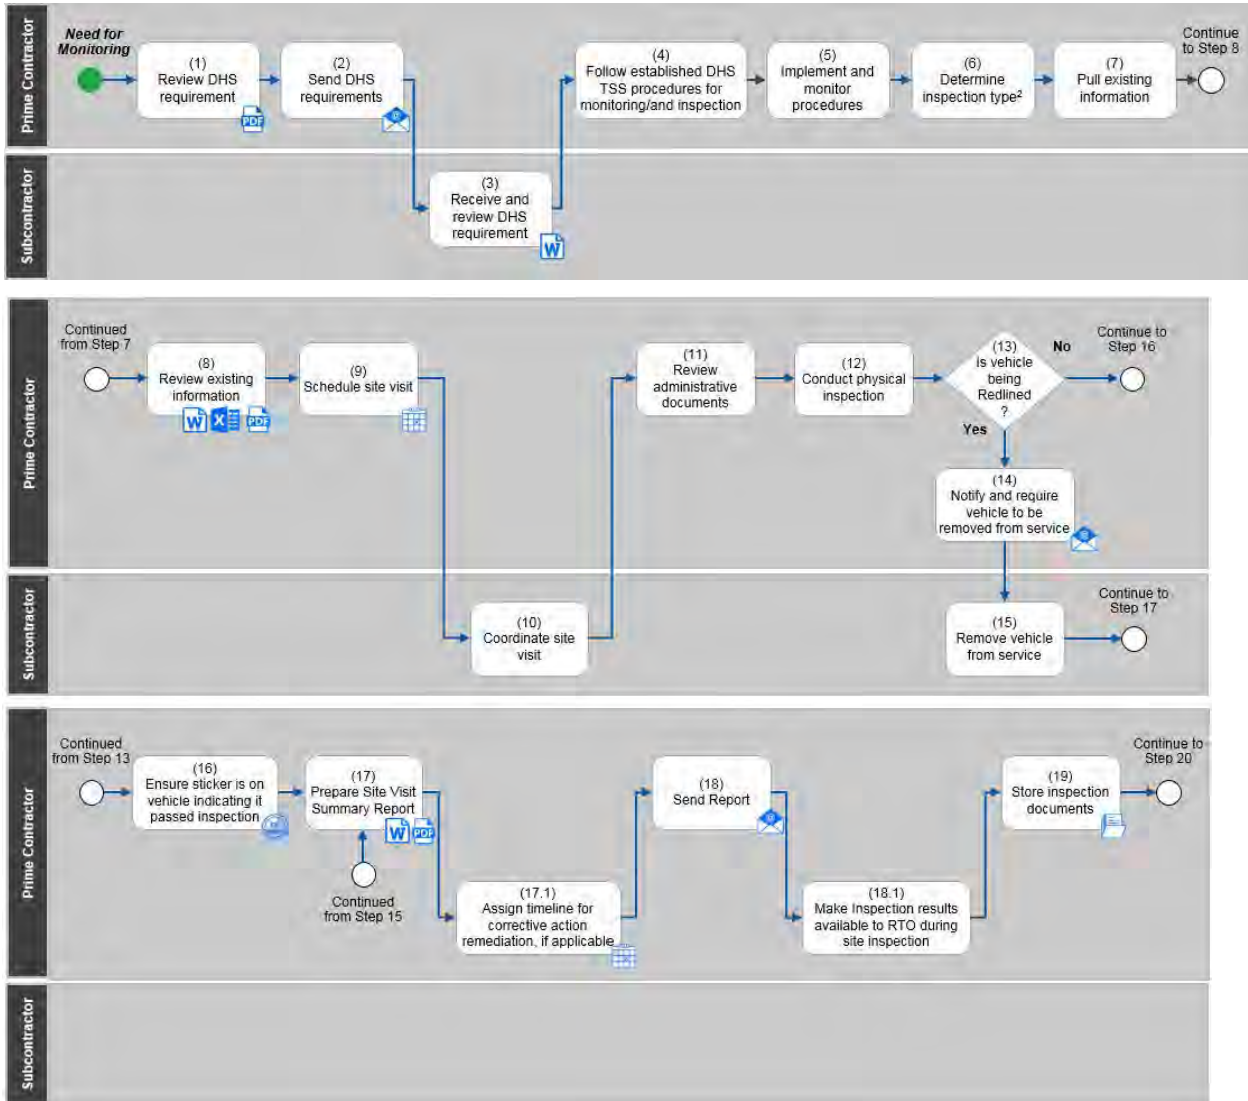 Prime Contractor
Need for
Monitoring
(1)
Review DHS
requirement
PDF
(2)
Send DHS
requirements
@
(4)
Follow established DHS
TSS procedures for
monitoring/and inspection
(5)
Implement and
monitor
procedures
(6)
Determine
inspection type²
(7)
Pull existing
information
Continue
to Step 8
Subcontractor
(3)
Receive and
review DHS
requirement
W
Prime Contractor
Continued
from Step 7
(8)
Review existing
information
W
X
PDF
(9)
Schedule site visit
(11)
Review
administrative
documents
(12)
Conduct physical
inspection
(13)
Is vehicle
being
Redlined
?
No
Continue to
Step 16
Yes
(14)
Notify and require
vehicle to be
removed from service
@
Subcontractor
(10)
Coordinate site
visit
(15)
Remove vehicle
from service
Continue to
Step 17
Prime Contractor
Continued
from Step 13
(16)
Ensure sticker is on
vehicle indicating it
passed inspection
(17)
Prepare Site Visit
Summary Report
W
PDF
Continued
from Step 15
(17.1)
Assign timeline for
corrective action
remediation, if applicable
(18)
Send Report
@
(18.1)
Make Inspection results
available to RTO during
site inspection
(19)
Store inspection
documents
Continue to
Step 20
Subcontractor